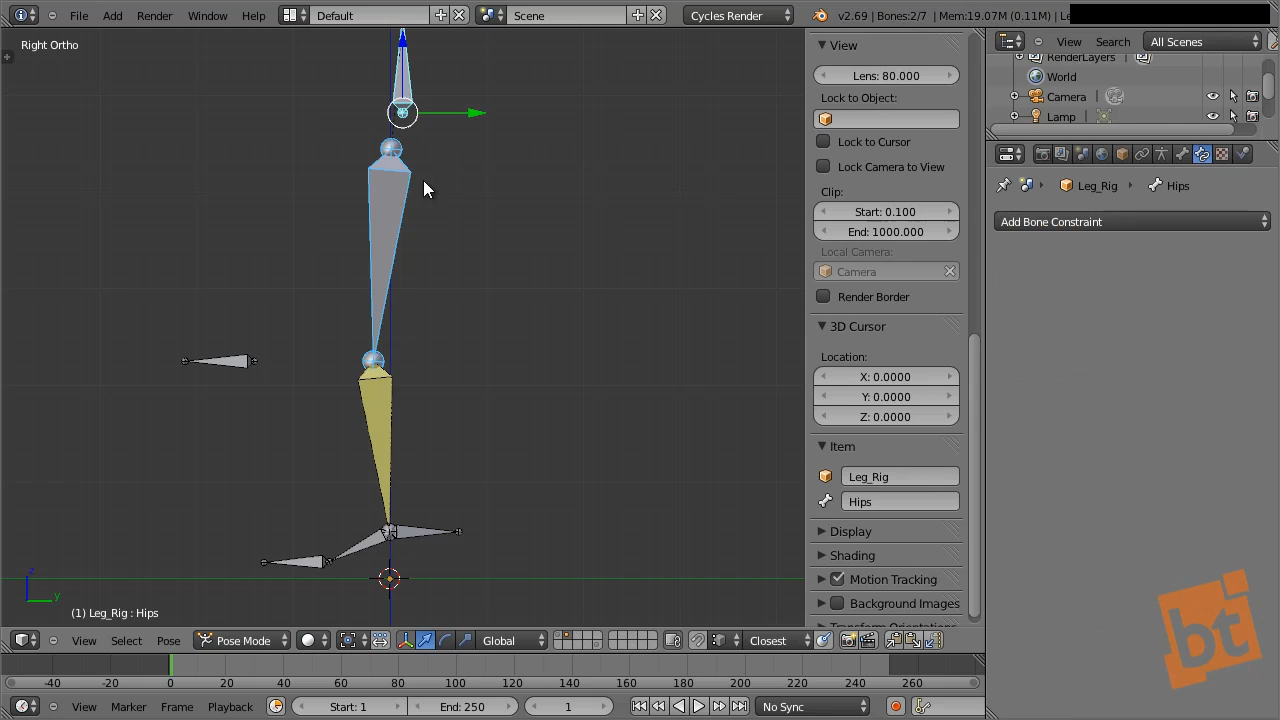 File Add Render Window Help Default Scene Cycles Render v2.69 | Bones:2/7 | Mem:19.07M (0.11M) | Le
Right Ortho
View
Lens: 80.000
Lock to Object:
Lock to Cursor
Lock Camera to View
Clip:
Start: 0.100
End: 1000.000
Local Camera:
Camera
Render Border
3D Cursor
Location:
X: 0.0000
Y: 0.0000
Z: 0.0000
Item
Leg_Rig
Hips
Display
Shading
Motion Tracking
Background Images
Transform Orientations
View Search All Scenes
RenderLayers
World
Camera
Lamp
Leg_Rig Hips
Add Bone Constraint
z
y
(1) Leg_Rig : Hips
View Select Pose Pose Mode Global Closest
-40 -20 0 20 40 60 80 100 120 140 160 180 200 220 240 260
View Marker Frame Playback Start: 1 End: 250 1 No Sync
bt